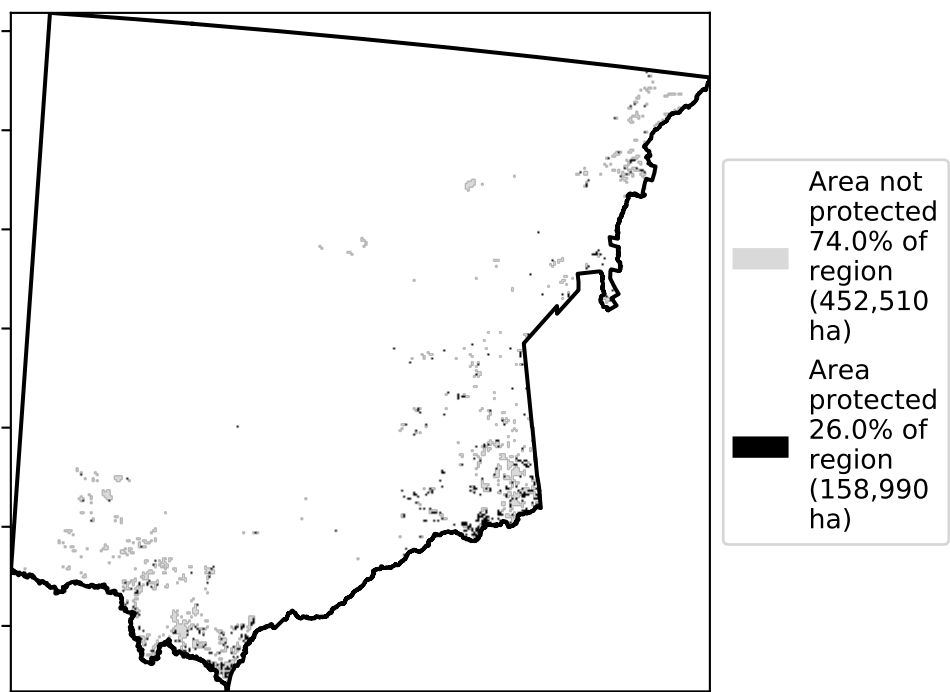 Area not
protected
74.0% of
region
(452,510
ha)
Area
protected
26.0% of
region
(158,990
ha)